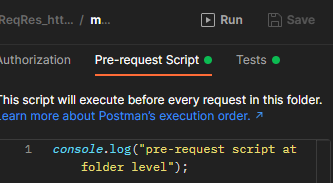 ReqRes_htt... / m... Run Save
Authorization Pre-request Script Tests
This script will execute before every request in this folder.
Learn more about Postman's execution order. ↗
1 console.log("pre-request script at
folder level");